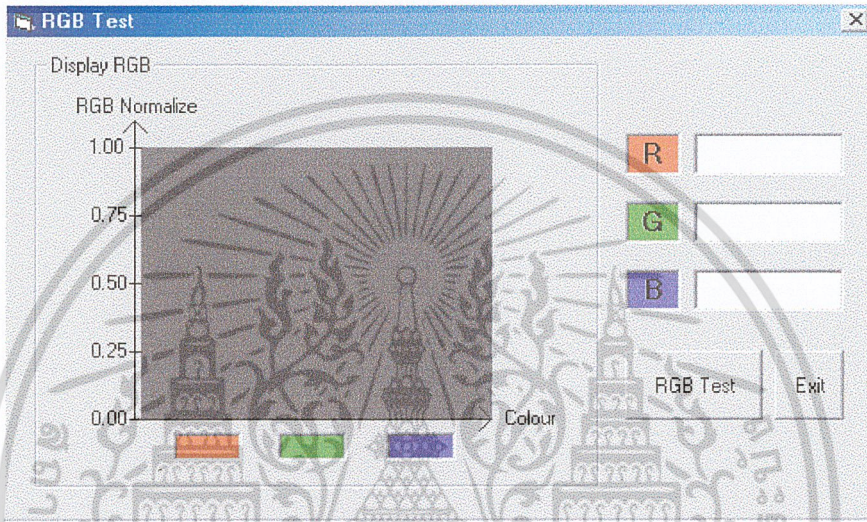 RGB Test
Display RGB
RGB Normalize
1.00
0.75
0.50
0.25
0.00
Colour
R
G
B
RGB Test
Exit